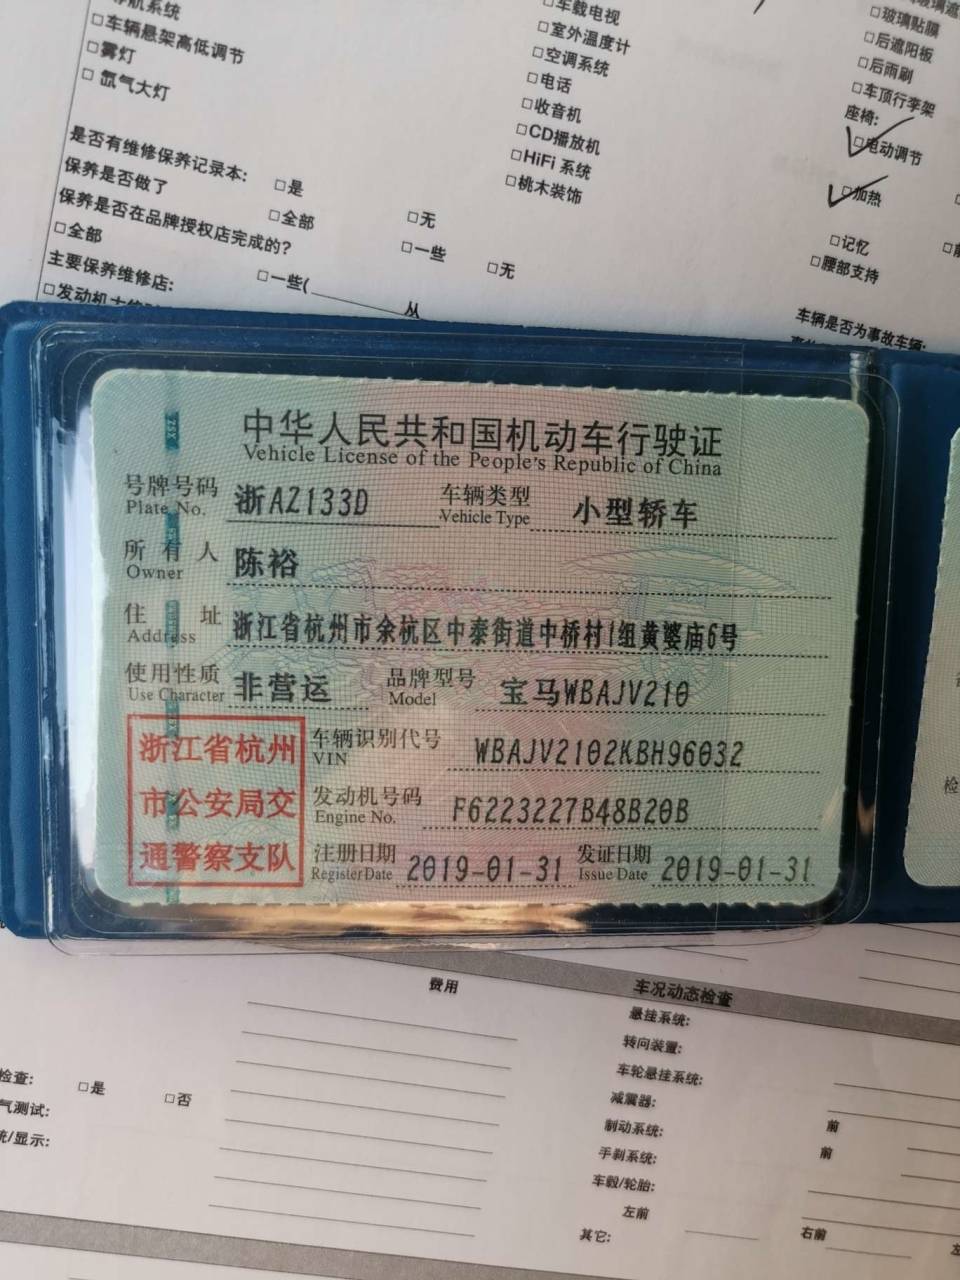 导航系统
□车辆悬架高低调节
□雾灯
□ 氙气大灯
是否有维修保养记录本: □是
保养是否做了 □全部 □无
保养是否在品牌授权店完成的? □一些 □无
□全部
主要保养维修店: □一些( 从
□车载电视
□室外温度计
□空调系统
□电话
□收音机
□CD播放机
□HiFi 系统
□桃木装饰
□玻璃贴膜
□后遮阳板
□后雨刷
□车顶行李架
座椅:
□电动调节
□加热
□记忆
□腰部支持
车辆是否为事故车辆:
中华人民共和国机动车行驶证
Vehicle License of the People's Republic of China
号牌号码 浙AZ133D 车辆类型 小型轿车
Plate No. Vehicle Type
所有人 陈裕
Owner
住址 浙江省杭州市余杭区中泰街道中桥村1组黄婆庙6号
Address
使用性质 非营运 品牌型号 宝马WBAJV210
Use Character Model
浙江省杭州
市公安局交
通警察支队
车辆识别代号 WBAJV2102KBH96032
VIN
发动机号码 F6223227B48B20B
Engine No.
注册日期 2019-01-31 发证日期 2019-01-31
Register Date Issue Date
检
费用
车况动态检查
悬挂系统:
转向装置:
车轮悬挂系统:
减震器:
制动系统: 前
手刹系统: 前
车毂/轮胎:
左前 右前 左
其它:
检查: □是 □否
气测试:
统/显示: